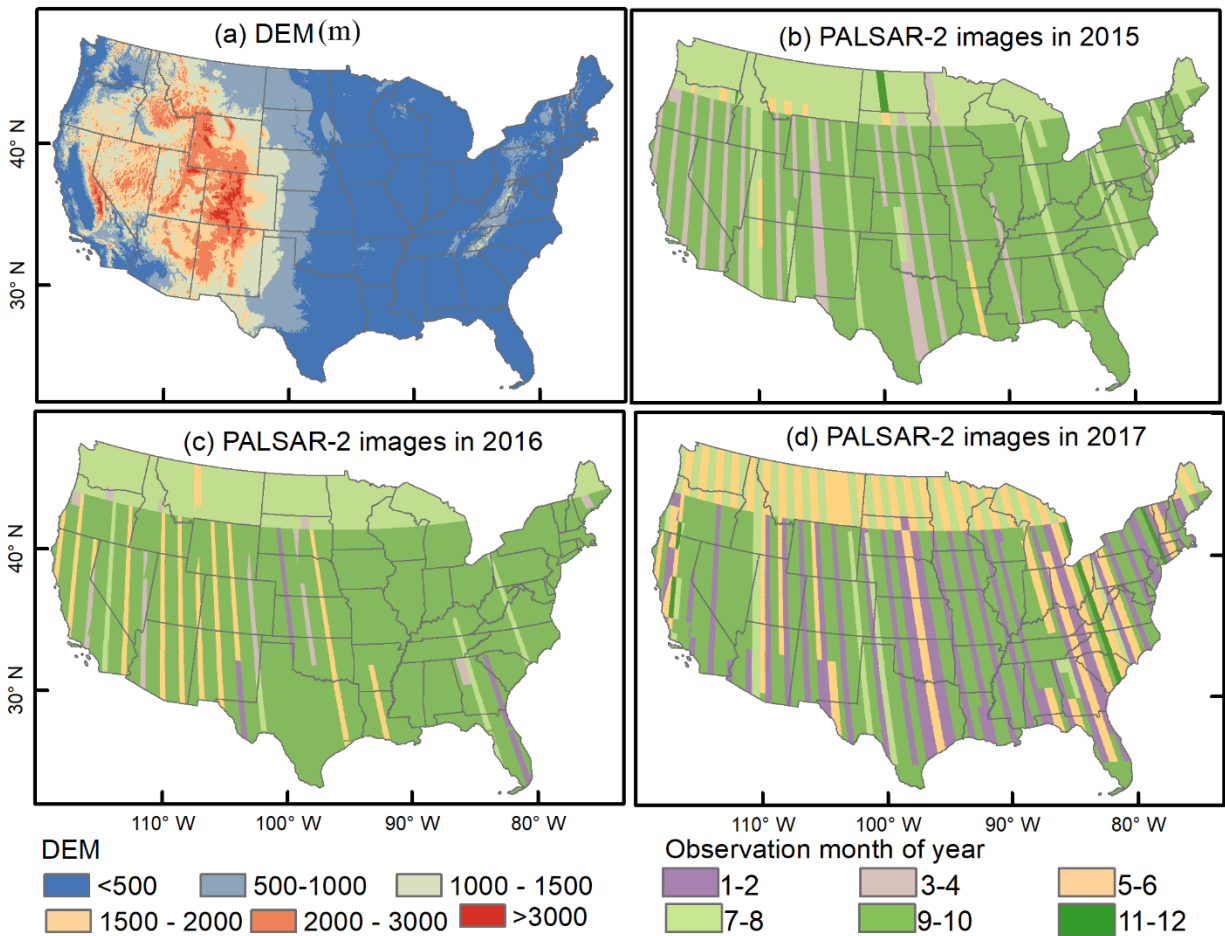 (a) DEM(m)
(b) PALSAR-2 images in 2015
40° N
30° N
(c) PALSAR-2 images in 2016
(d) PALSAR-2 images in 2017
40° N
30° N
110° W 100° W 90° W 80° W
110° W 100° W 90° W 80° W
DEM
<500 500-1000 1000 - 1500
1500 - 2000 2000 - 3000 >3000
Observation month of year
1-2 3-4 5-6
7-8 9-10 11-12